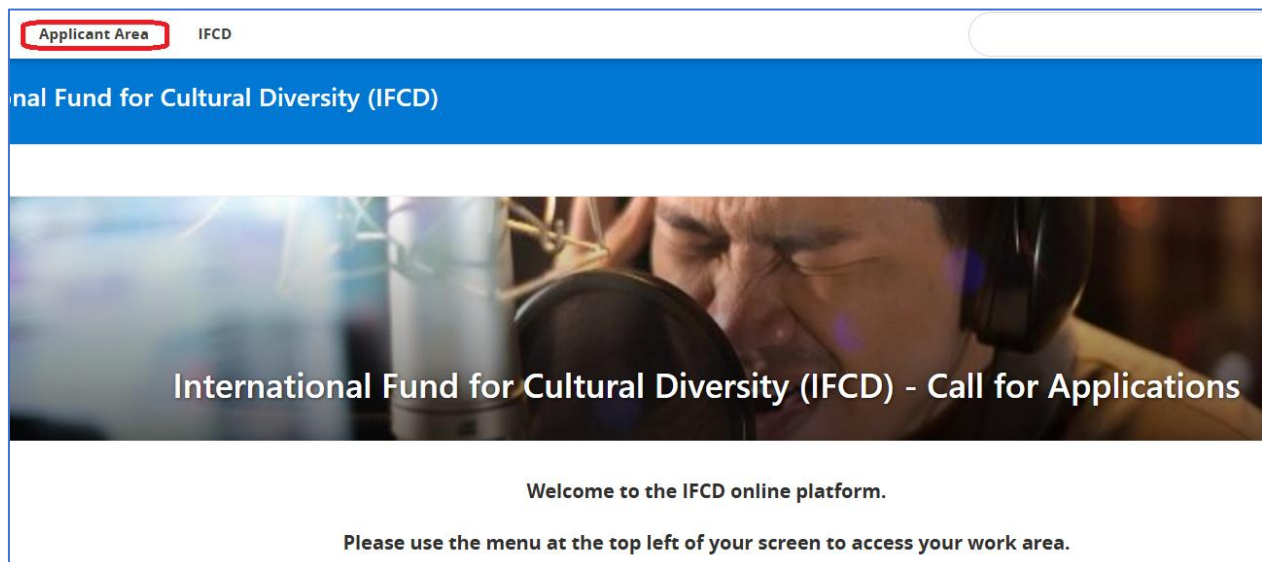 Applicant Area IFCD
nal Fund for Cultural Diversity (IFCD)
International Fund for Cultural Diversity (IFCD) - Call for Applications
Welcome to the IFCD online platform.
Please use the menu at the top left of your screen to access your work area.